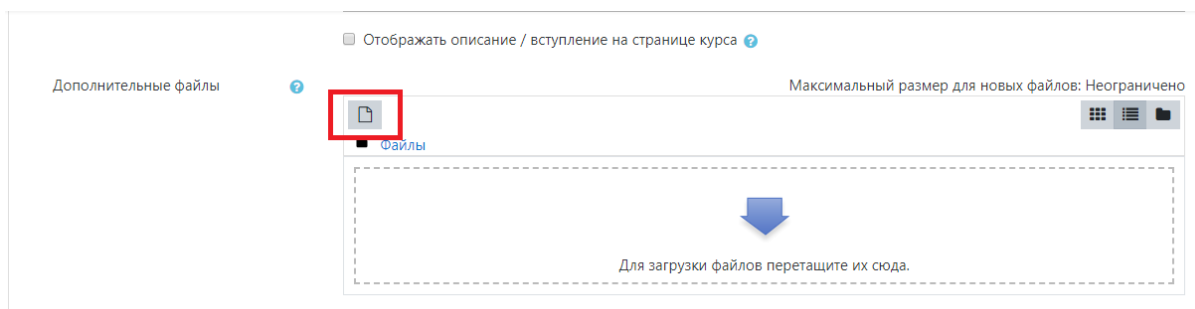 Отображать описание / вступление на странице курса
Дополнительные файлы
Максимальный размер для новых файлов: Неограничено
Файлы
Для загрузки файлов перетащите их сюда.